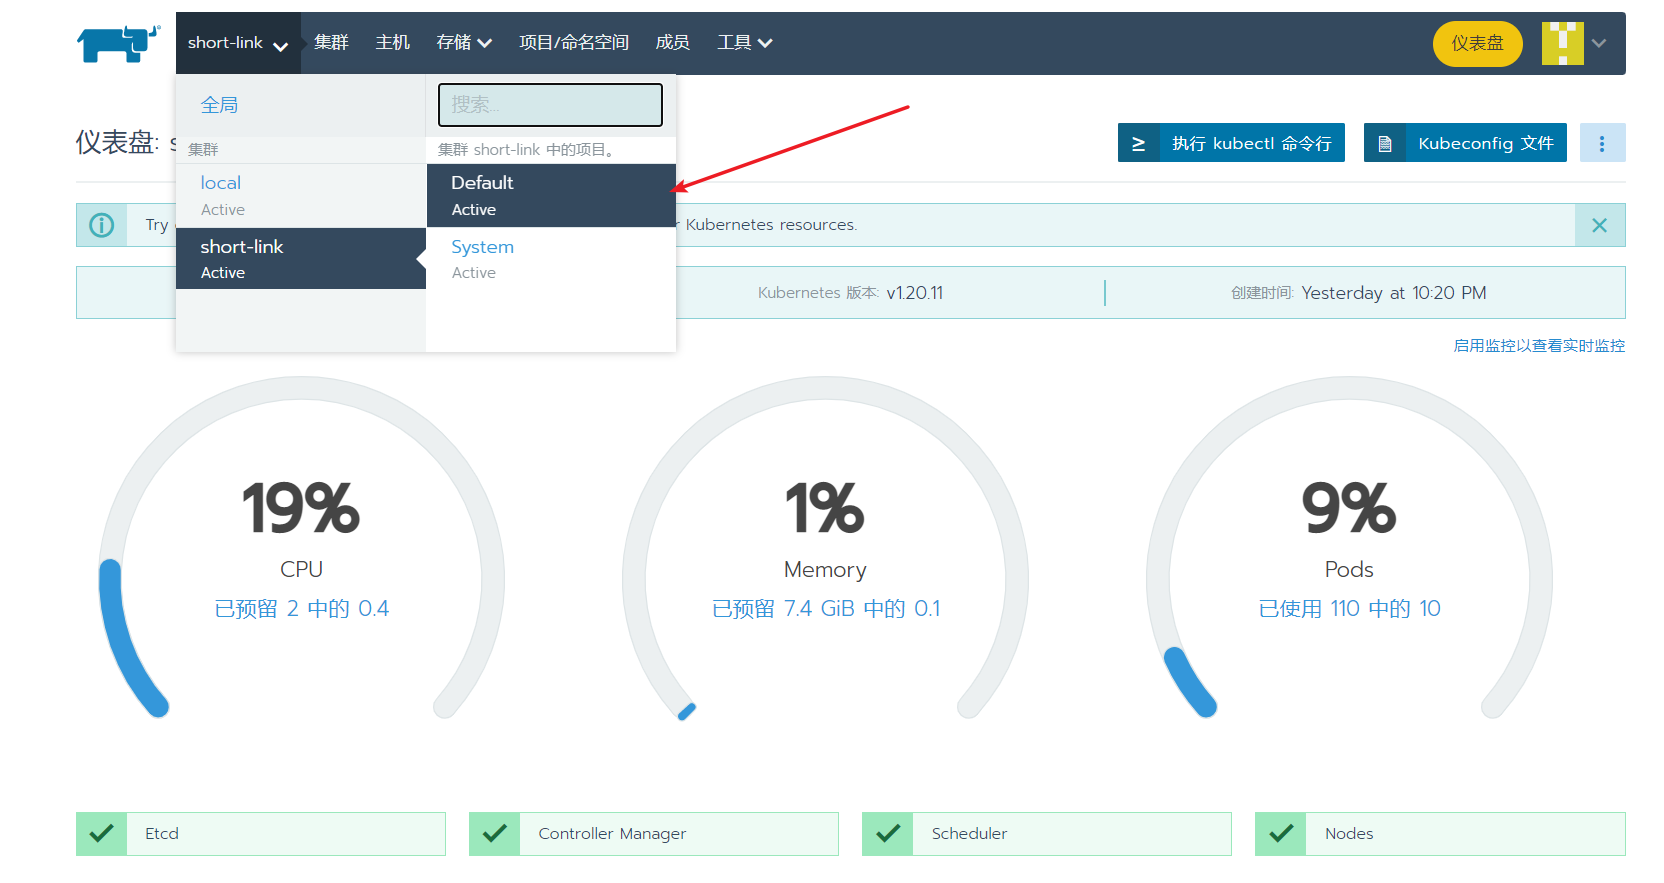 short-link 集群 主机 存储 项目/命名空间 成员 工具 仪表盘
全局
搜索...
仪表盘: s
执行 kubectl 命令行
Kubeconfig 文件
集群
集群 short-link 中的项目。
local
Active
Default
Active
short-link
Active
System
Active
Try
Kubernetes resources.
Kubernetes 版本: v1.20.11
创建时间: Yesterday at 10:20 PM
启用监控以查看实时监控
19%
CPU
已预留 2 中的 0.4
1%
Memory
已预留 7.4 GiB 中的 0.1
9%
Pods
已使用 110 中的 10
Etcd
Controller Manager
Scheduler
Nodes